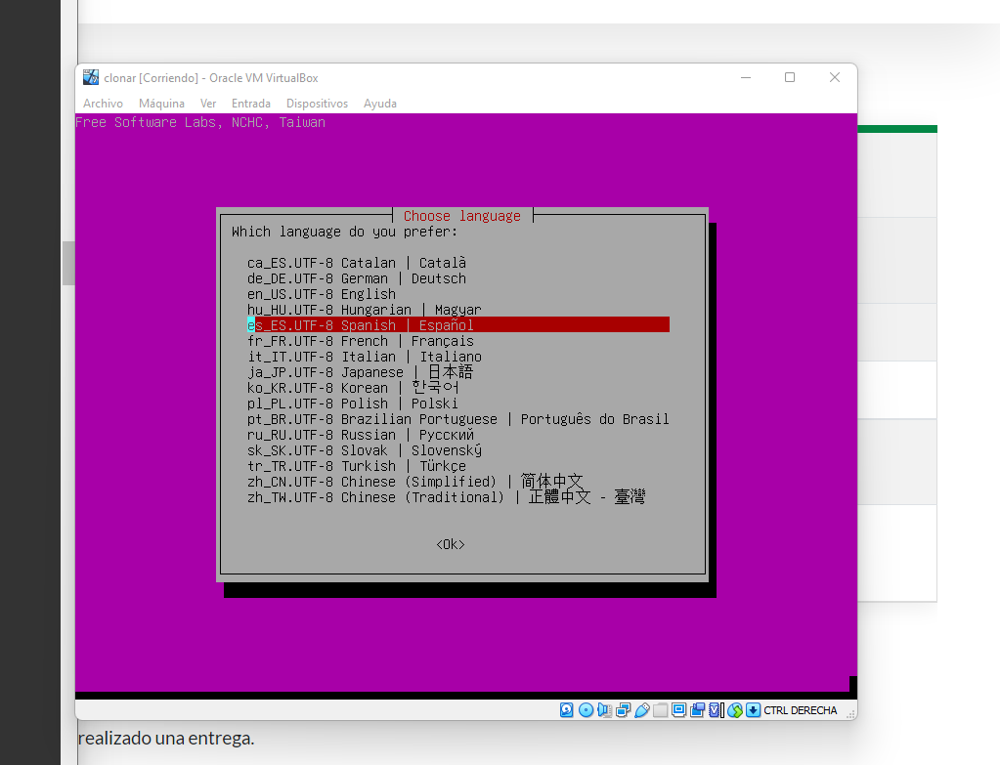 clonar [Corriendo] - Oracle VM VirtualBox
Archivo Máquina Ver Entrada Dispositivos Ayuda
Free Software Labs, NCHC, Taiwan
Choose language
Which language do you prefer:
ca_ES.UTF-8 Catalan | Català
de_DE.UTF-8 German | Deutsch
en_US.UTF-8 English
hu_HU.UTF-8 Hungarian | Magyar
es_ES.UTF-8 Spanish | Español
fr_FR.UTF-8 French | Français
it_IT.UTF-8 Italian | Italiano
ja_JP.UTF-8 Japanese | 日本語
ko_KR.UTF-8 Korean | 한국어
pl_PL.UTF-8 Polish | Polski
pt_BR.UTF-8 Brazilian Portuguese | Português do Brasil
ru_RU.UTF-8 Russian | Русский
sk_SK.UTF-8 Slovak | Slovenský
tr_TR.UTF-8 Turkish | Türkçe
zh_CN.UTF-8 Chinese (Simplified) | 简体中文
zh_TW.UTF-8 Chinese (Traditional) | 正體中文 - 臺灣
<Ok>
CTRL DERECHA
realizado una entrega.